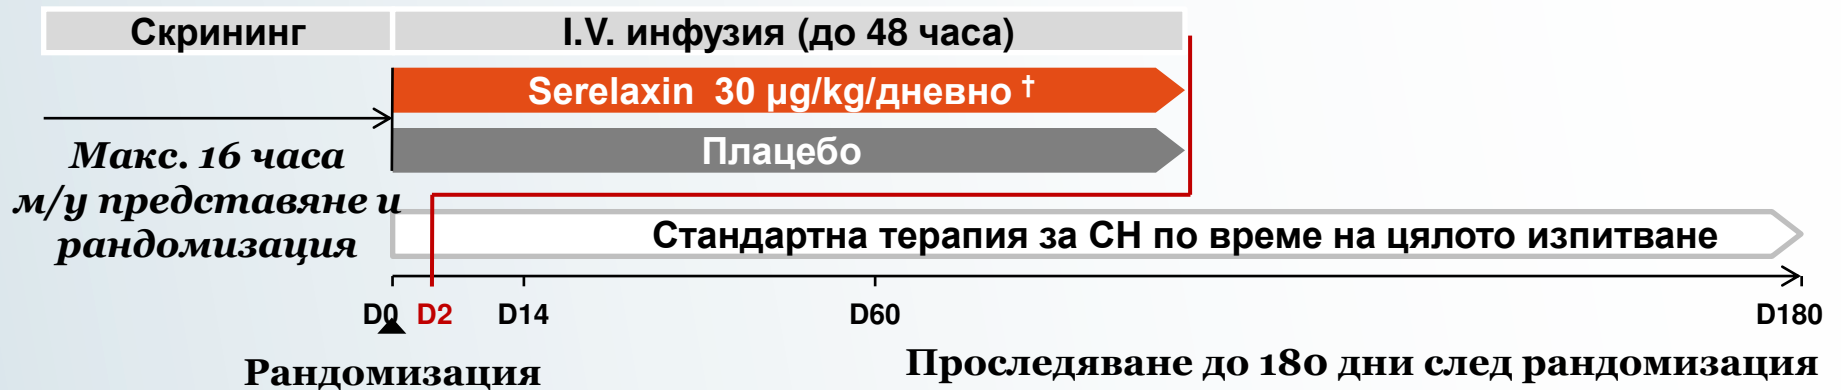 Скрининг
I.V. инфузия (до 48 часа)
Serelaxin 30 µg/kg/дневно †
Плацебо
Макс. 16 часа
м/у представяне и
рандомизация
Стандартна терапия за СН по време на цялото изпитване
D0 D2 D14 D60 D180
Рандомизация
Проследяване до 180 дни след рандомизация